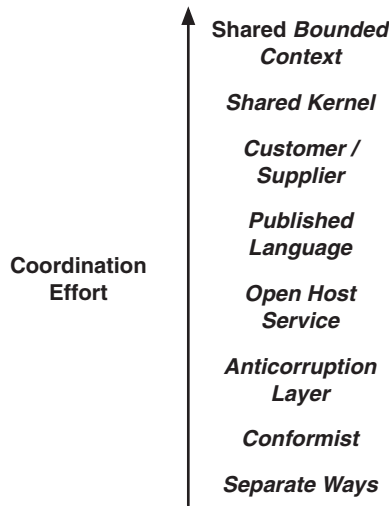 Shared Bounded
Context
Shared Kernel
Customer /
Supplier
Published
Language
Coordination
Effort
Open Host
Service
Anticorruption
Layer
Conformist
Separate Ways